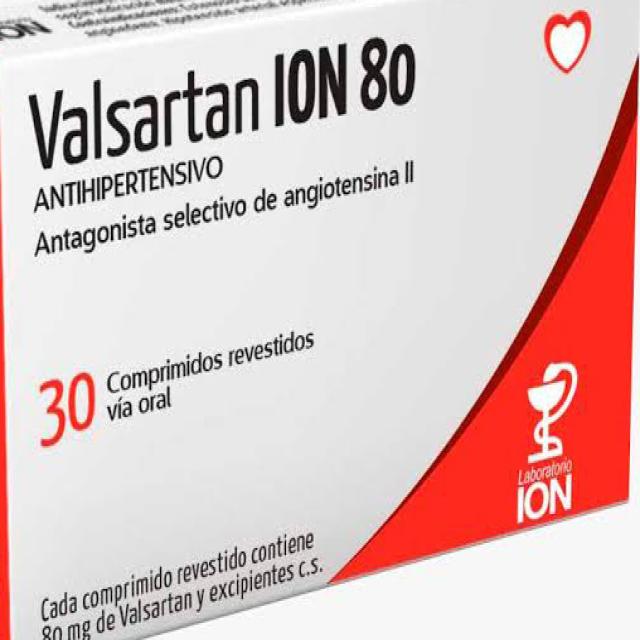 ION
Valsartan ION 80
ANTIHIPERTENSIVO
Antagonista selectivo de angiotensina II
30 Comprimidos revestidos
vía oral
Laboratorio
ION
Cada comprimido revestido contiene
80 mg de Valsartan y excipientes c.s.